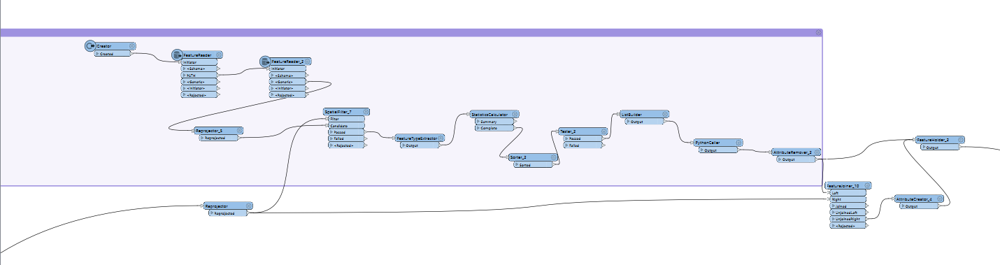 Creator
Created
FeatureReader
Initiator
<Schema>
PATH
<Generic>
<Initiator>
<Rejected>
FeatureReader_2
Initiator
<Schema>
<Generic>
<Initiator>
<Rejected>
Reprojector_5
Reprojected
SpatialFilter_7
Filter
Candidate
Passed
Failed
<Rejected>
FeatureTypeExtractor
Output
StatisticsCalculator
Summary
Complete
Sorter_2
Sorted
Tester_2
Passed
Failed
ListBuilder
Output
PythonCaller
Output
AttributeRemover_3
Output
FeatureHolder_2
Output
Reprojector
Reprojected
FeatureJoiner_10
Left
Right
Joined
UnjoinedLeft
UnjoinedRight
<Rejected>
AttributeCreator_4
Output